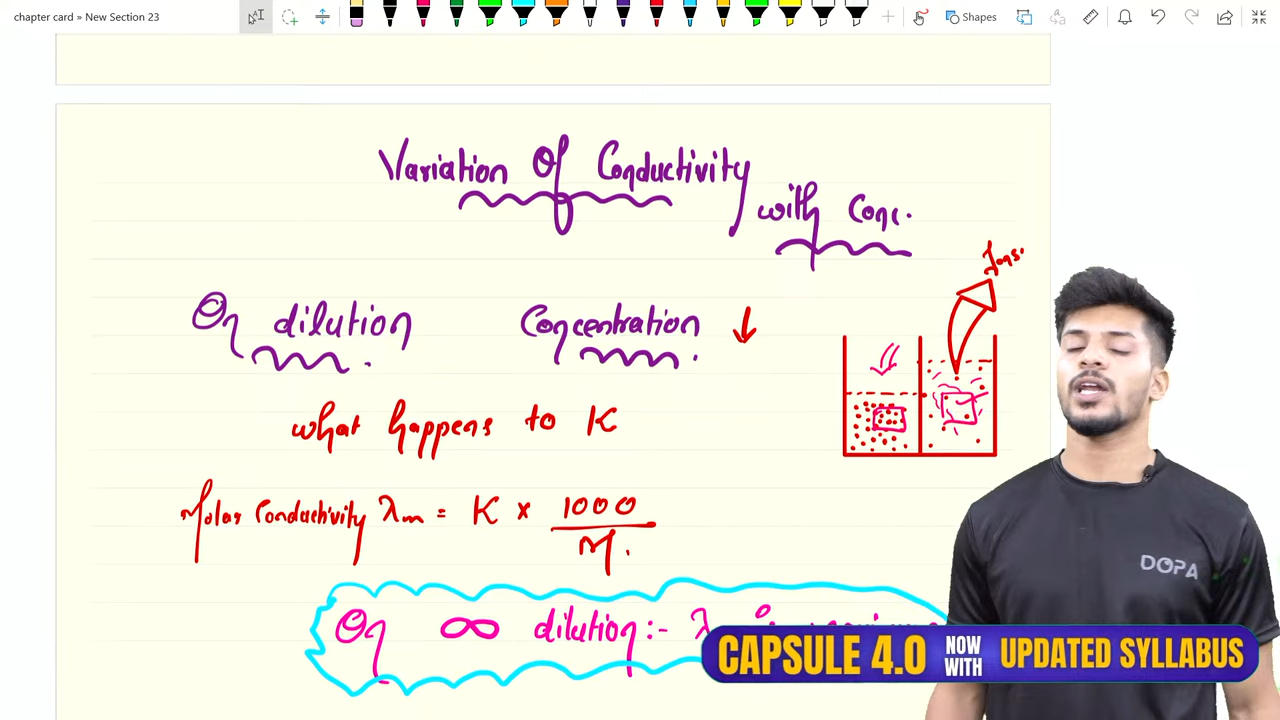 chapter card » New Section 23
Shapes
Variation Of Conductivity
with Conc.
Ions.
On dilution. Concentration. ↓
what happens to K
Molar Conductivity λm = K × 1000
M.
On ∞ dilution:- λ
CAPSULE 4.0 NOW WITH UPDATED SYLLABUS
DOPA